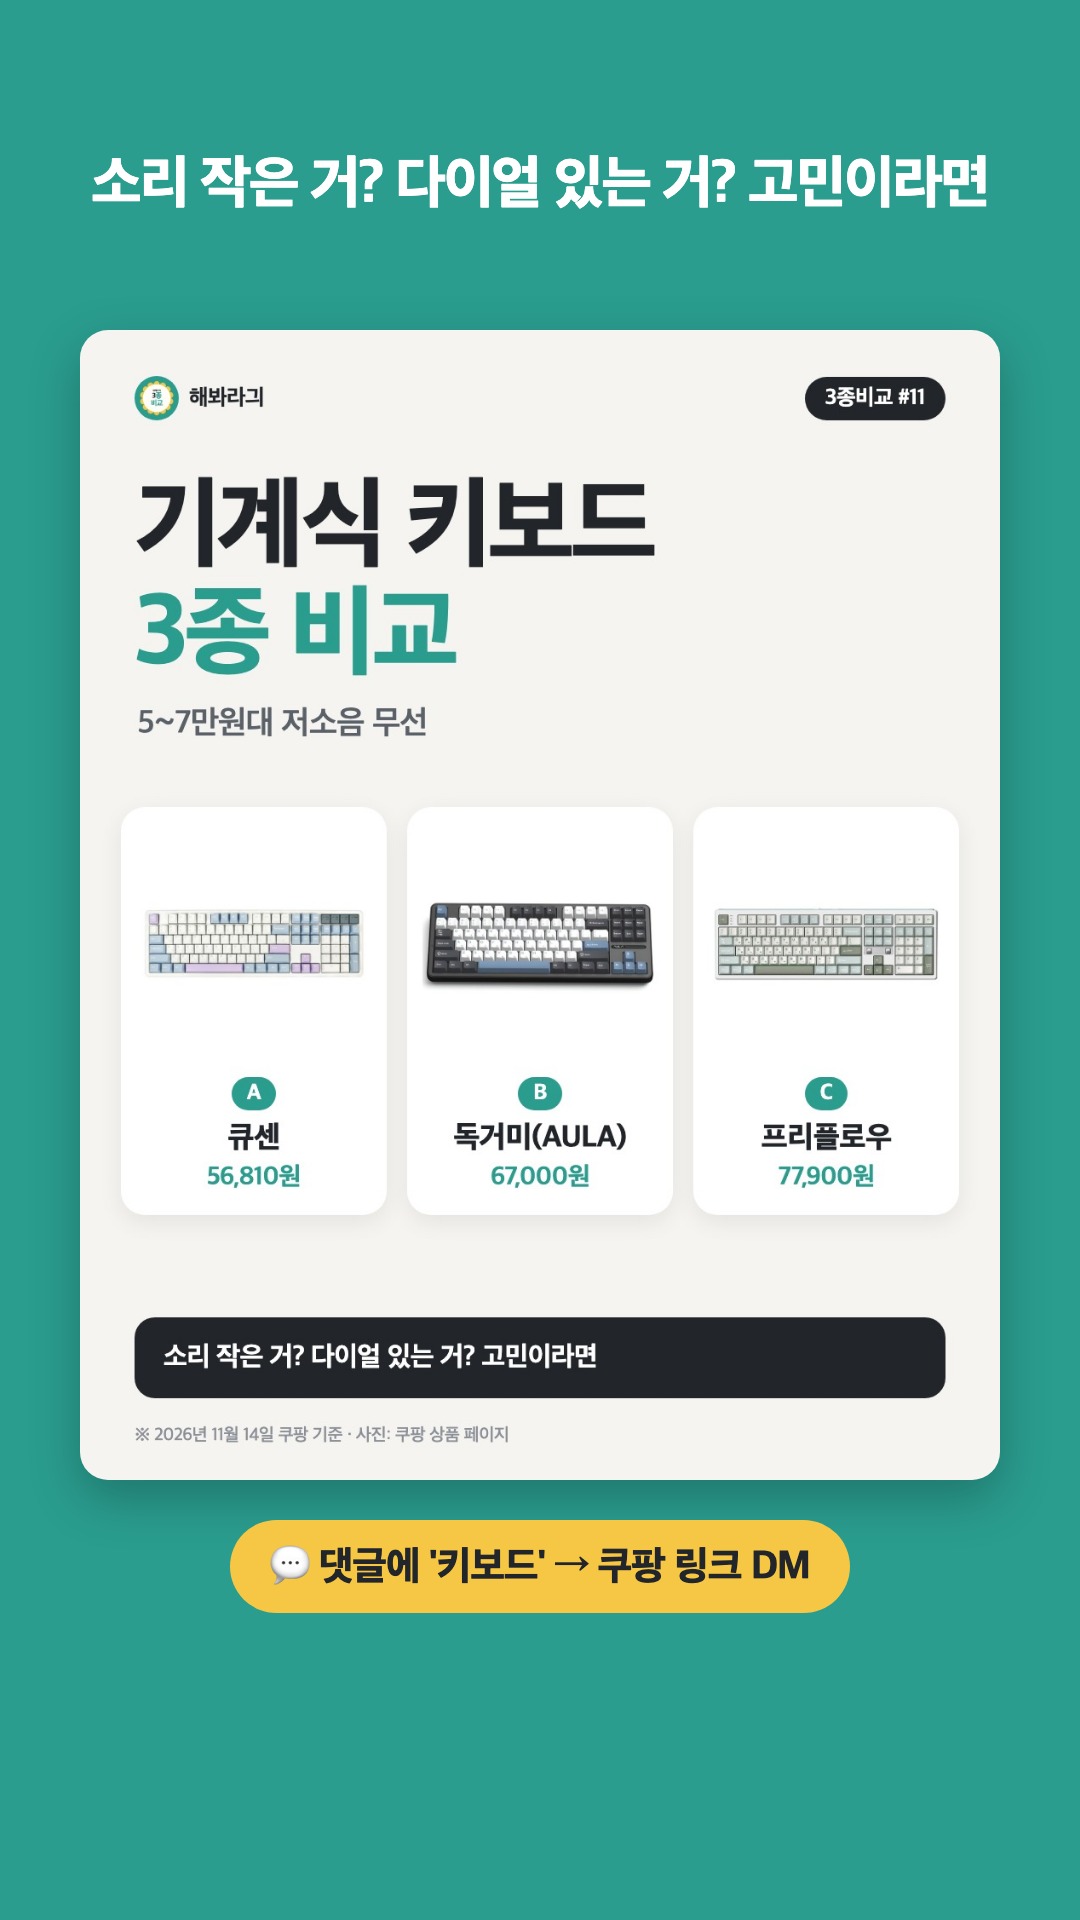 소리 작은 거? 다이얼 있는 거? 고민이라면
3종
비교
해봐라긔
3종비교 #11
기계식 키보드
3종 비교
5~7만원대 저소음 무선
A
큐센
56,810원
B
독거미(AULA)
67,000원
C
프리플로우
77,900원
소리 작은 거? 다이얼 있는 거? 고민이라면
※ 2026년 11월 14일 쿠팡 기준 · 사진: 쿠팡 상품 페이지
💬 댓글에 '키보드' → 쿠팡 링크 DM